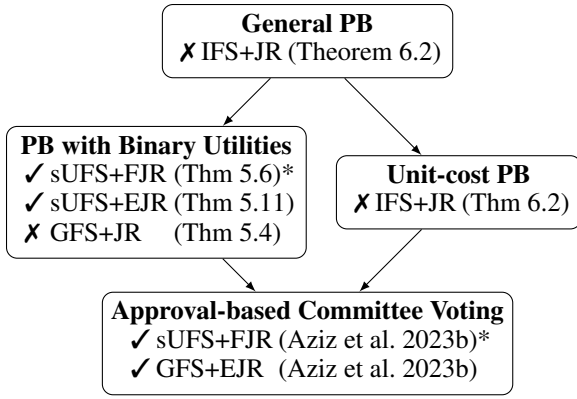 General PB
✗ IFS+JR (Theorem 6.2)
PB with Binary Utilities
✓ sUFS+FJR (Thm 5.6)*
✓ sUFS+EJR (Thm 5.11)
✗ GFS+JR (Thm 5.4)
Unit-cost PB
✗ IFS+JR (Thm 6.2)
Approval-based Committee Voting
✓ sUFS+FJR (Aziz et al. 2023b)*
✓ GFS+EJR (Aziz et al. 2023b)